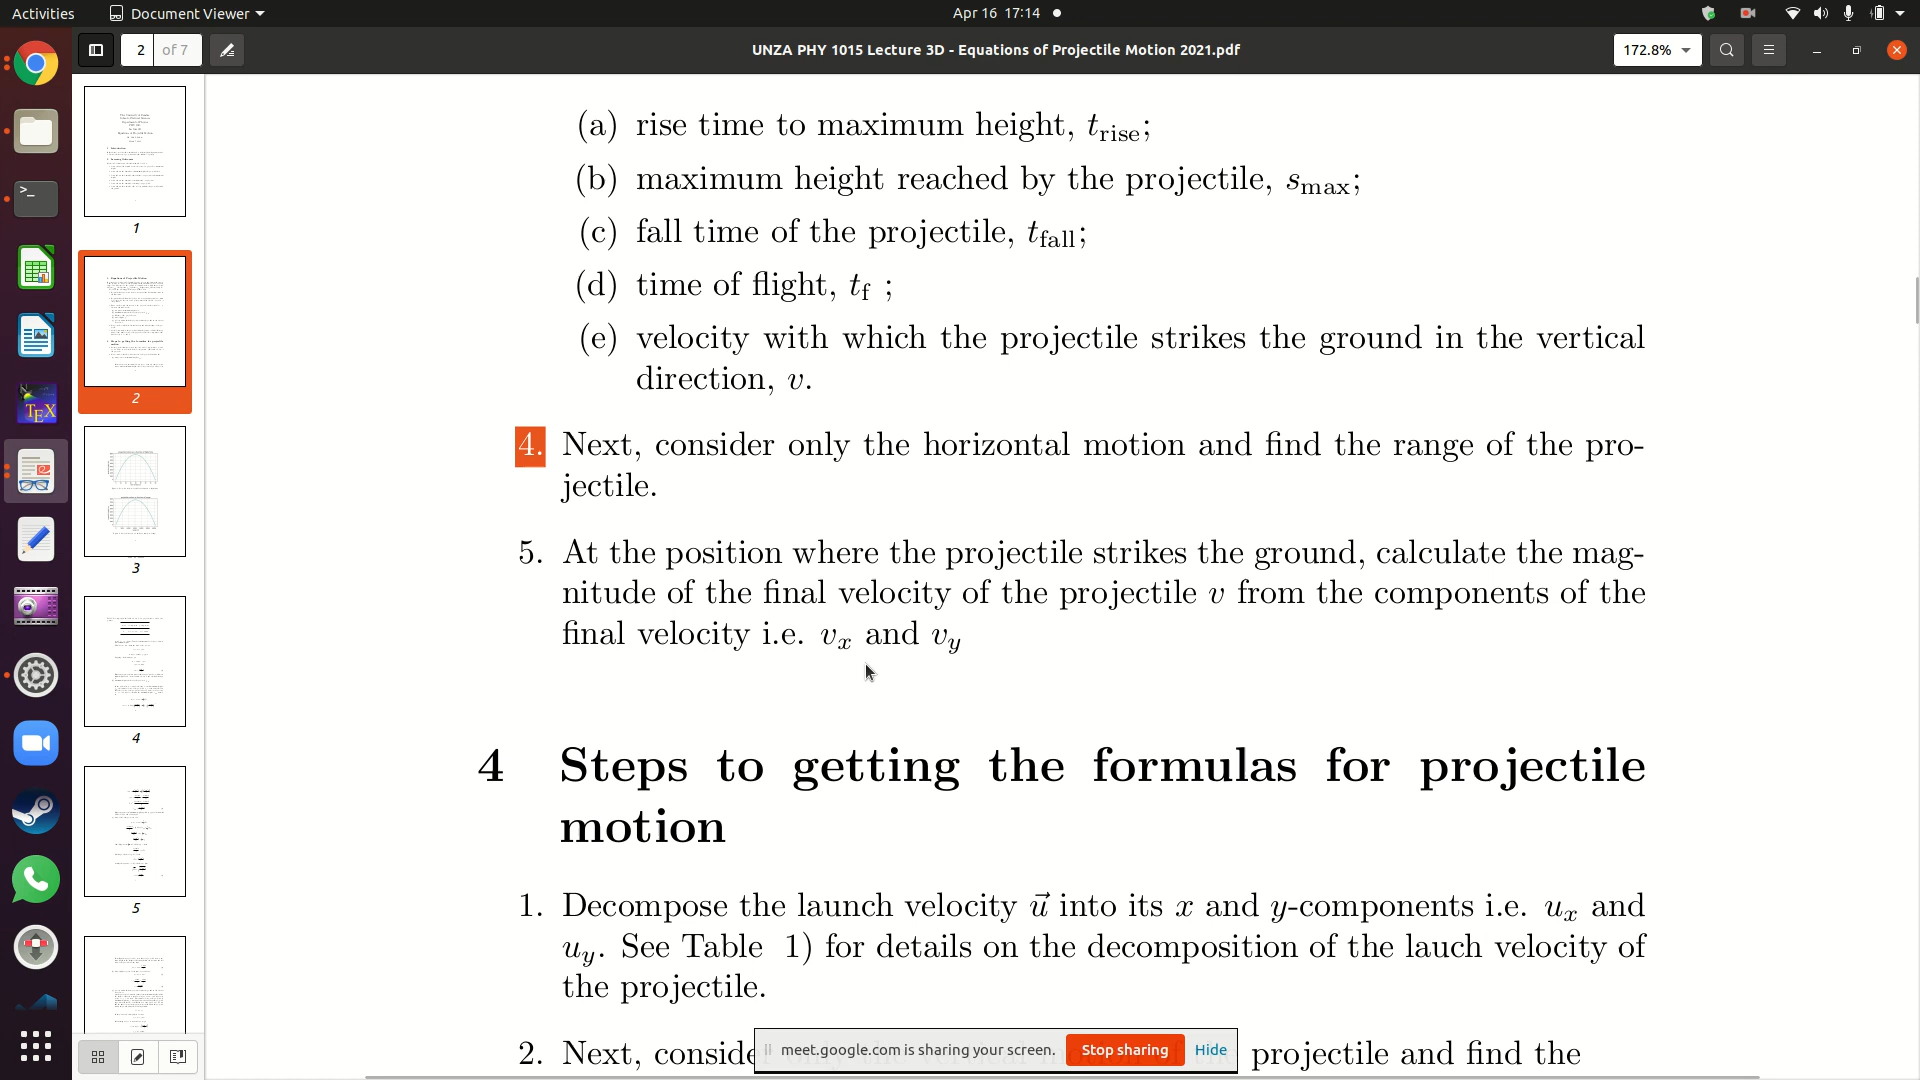 Activities Document Viewer Apr 16 17:14
2 of 7 UNZA PHY 1015 Lecture 3D - Equations of Projectile Motion 2021.pdf 172.8%
1
2
3
4
5
(a) rise time to maximum height, t_rise;
(b) maximum height reached by the projectile, s_max;
(c) fall time of the projectile, t_fall;
(d) time of flight, t_f ;
(e) velocity with which the projectile strikes the ground in the vertical
direction, v.
4. Next, consider only the horizontal motion and find the range of the pro-
jectile.
5. At the position where the projectile strikes the ground, calculate the mag-
nitude of the final velocity of the projectile v from the components of the
final velocity i.e. v_x and v_y
4 Steps to getting the formulas for projectile
motion
1. Decompose the launch velocity u⃗ into its x and y-components i.e. u_x and
u_y. See Table 1) for details on the decomposition of the lauch velocity of
the projectile.
2. Next, conside projectile and find the
meet.google.com is sharing your screen. Stop sharing Hide
TEX